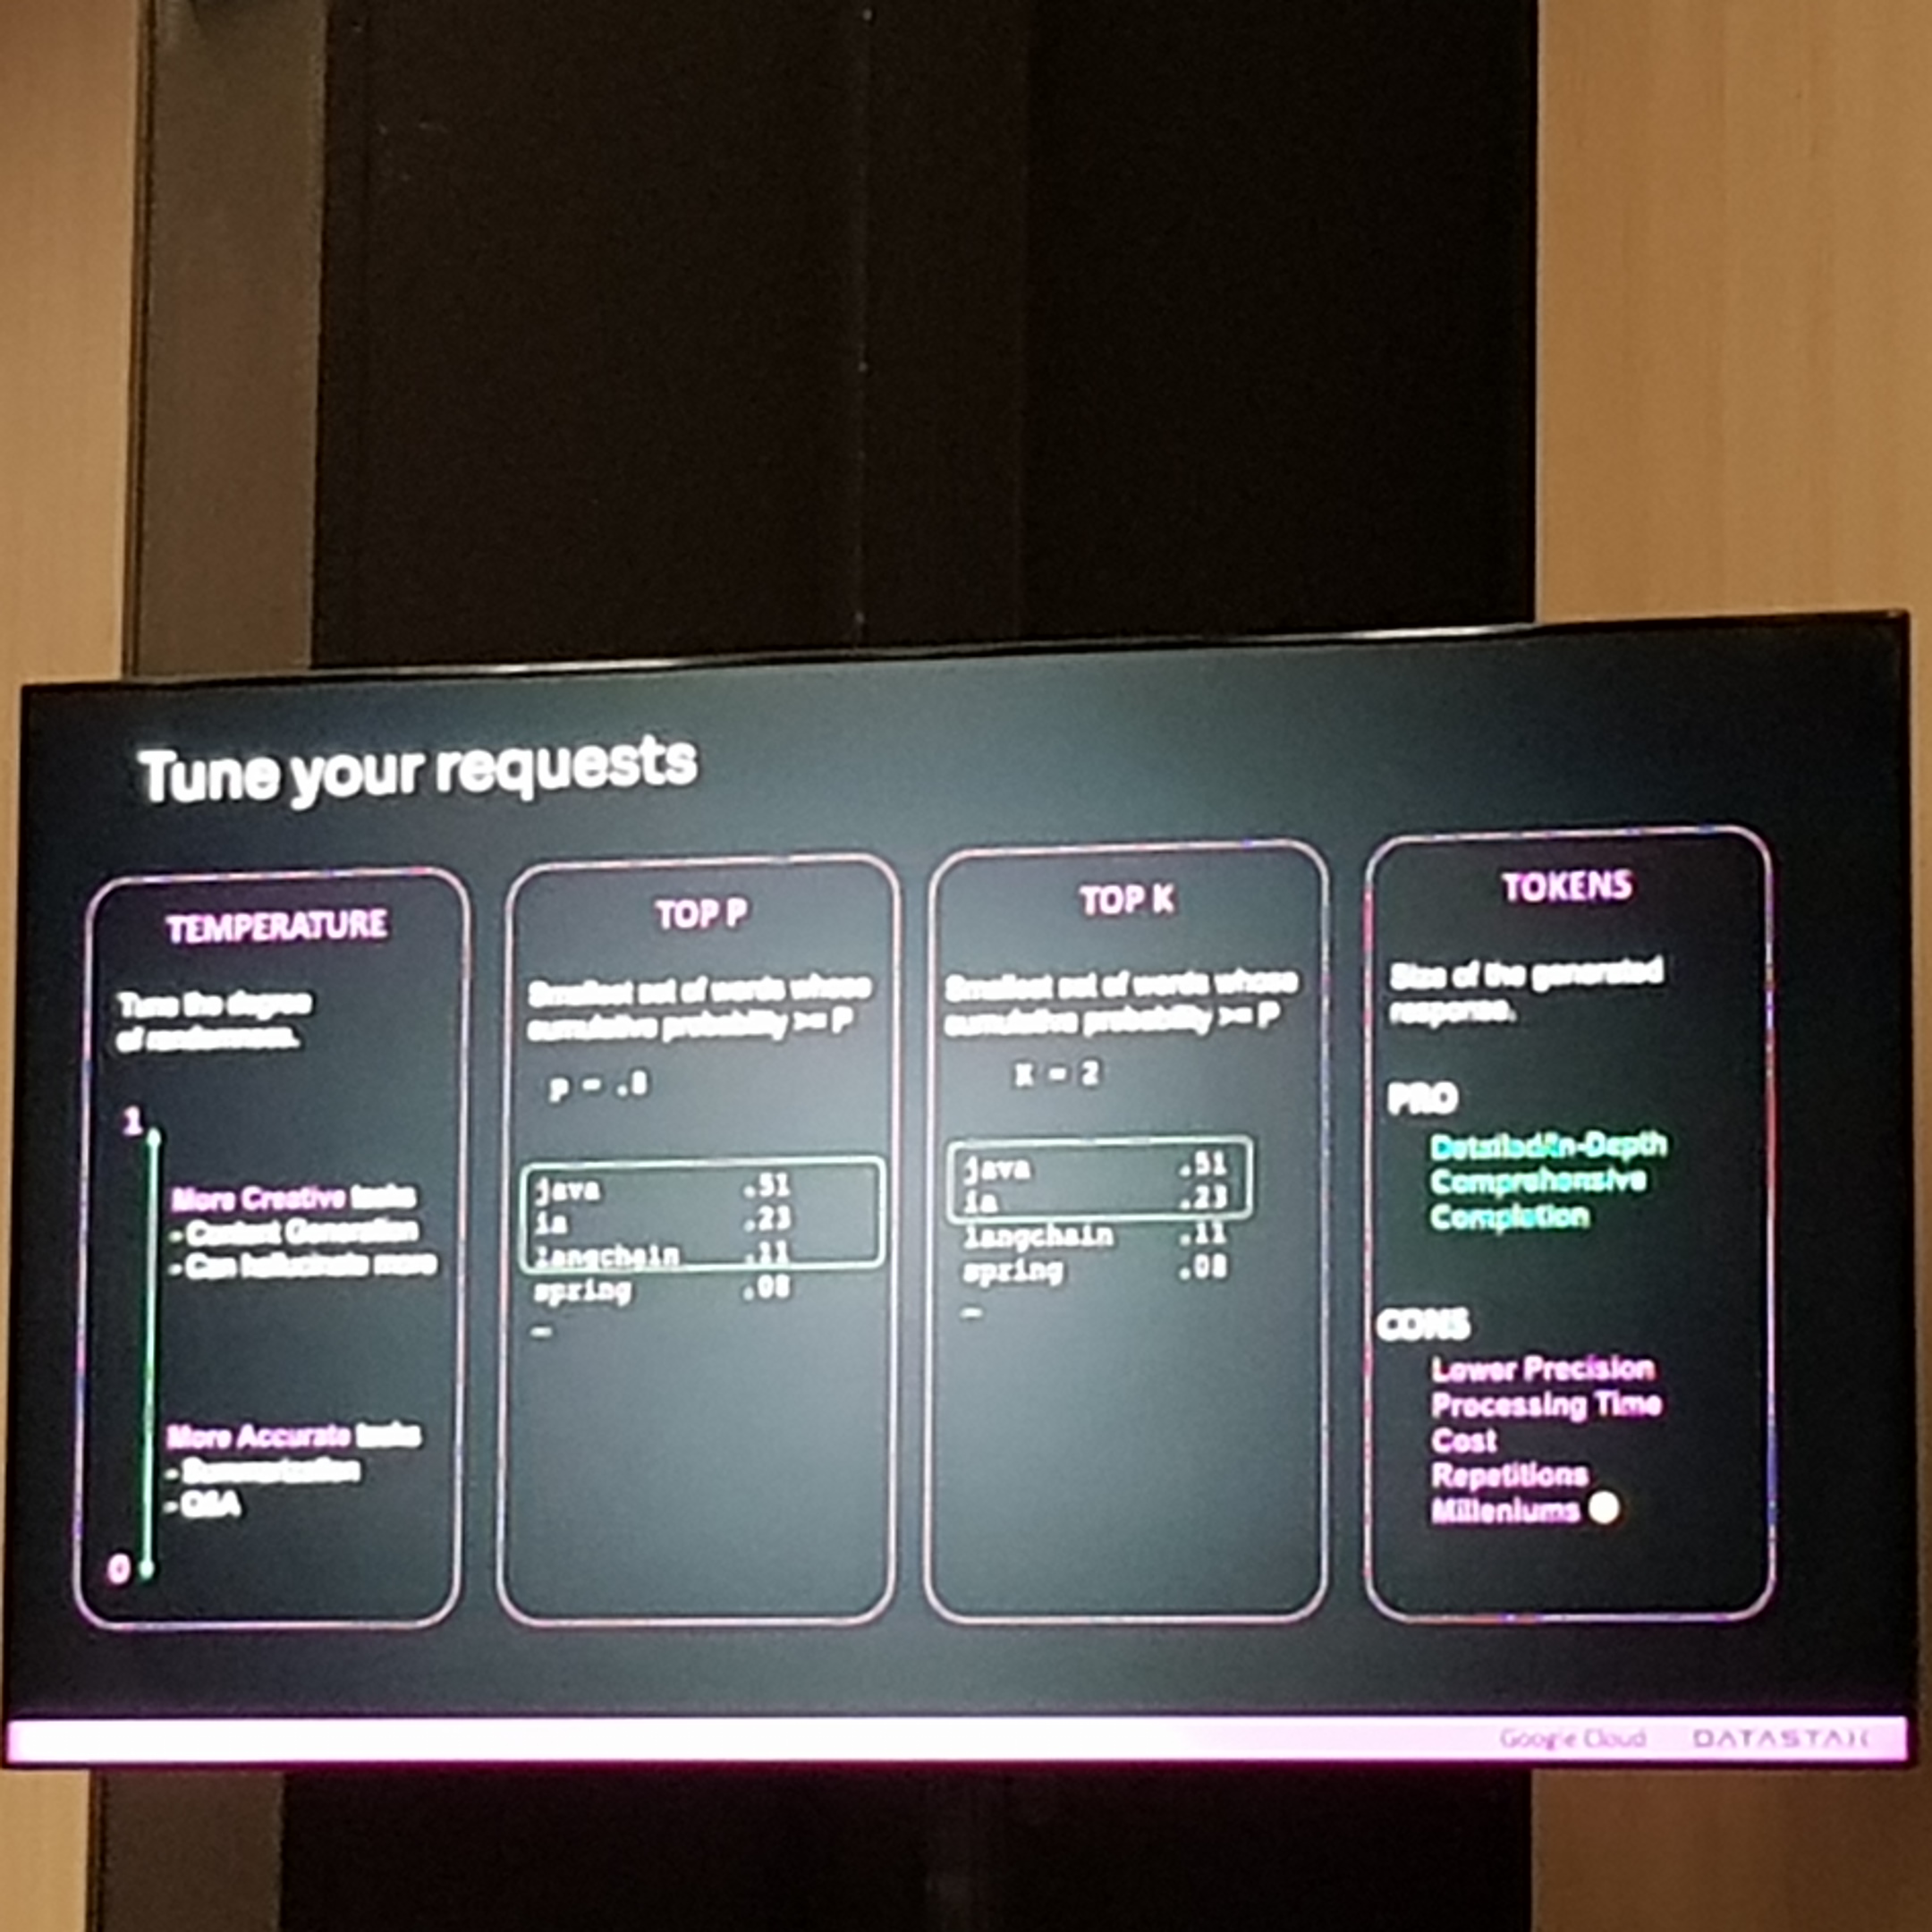 Tune your requests
TEMPERATURE
Tune the degree
of randomness.
1
More Creative tasks
- Content Generation
- Can hallucinate more
More Accurate tasks
- Summarization
- Q&A
0
TOP P
Smallest set of words whose
cumulative probability >= P
p = .8
java .51
ia .23
langchain .11
spring .08
TOP K
Smallest set of words whose
cumulative probability >= P
K = 2
java .51
ia .23
langchain .11
spring .08
TOKENS
Size of the generated
response.
PRO
Detailed/In-Depth
Comprehensive
Completion
CONS
Lower Precision
Processing Time
Cost
Repetitions
Milleniums
Google Cloud DATASTAX